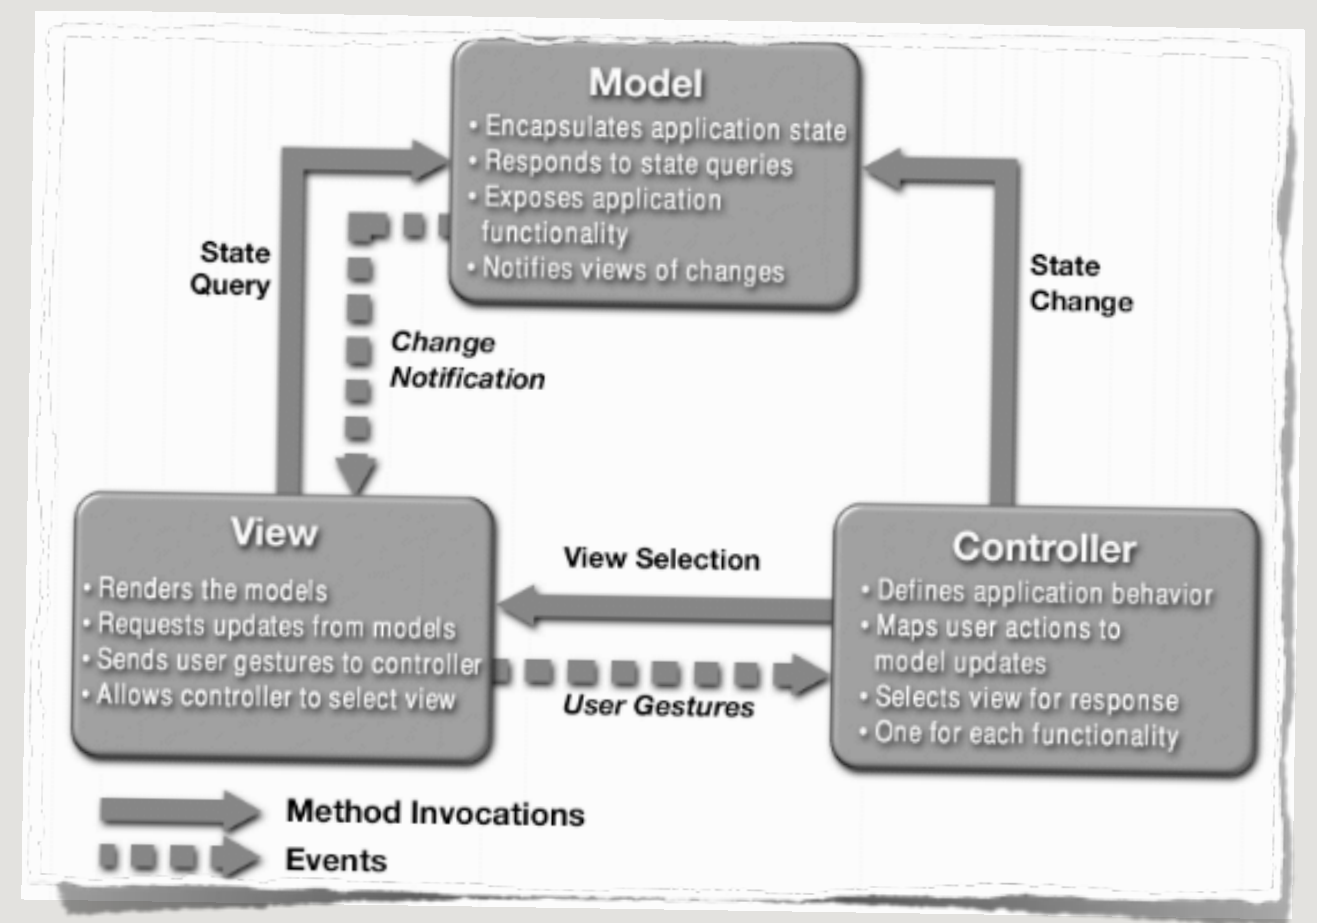 Model
• Encapsulates application state
• Responds to state queries
• Exposes application
functionality
• Notifies views of changes
State
Query
Change
Notification
State
Change
View
• Renders the models
• Requests updates from models
• Sends user gestures to controller
• Allows controller to select view
View Selection
User Gestures
Controller
• Defines application behavior
• Maps user actions to
model updates
• Selects view for response
• One for each functionality
Method Invocations
Events